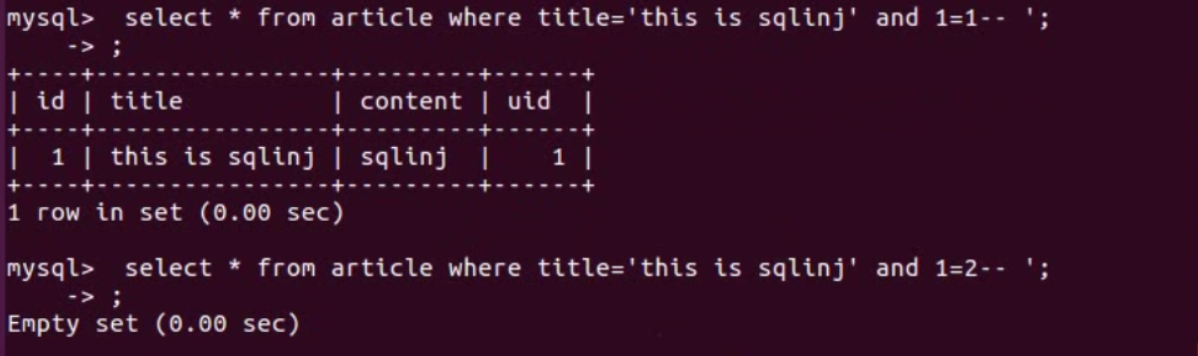 mysql>  select * from article where title='this is sqlinj' and 1=1-- ';
    -> ;
+----+----------------+---------+------+
| id | title          | content | uid  |
+----+----------------+---------+------+
|  1 | this is sqlinj | sqlinj  |    1 |
+----+----------------+---------+------+
1 row in set (0.00 sec)
mysql>  select * from article where title='this is sqlinj' and 1=2-- ';
    -> ;
Empty set (0.00 sec)